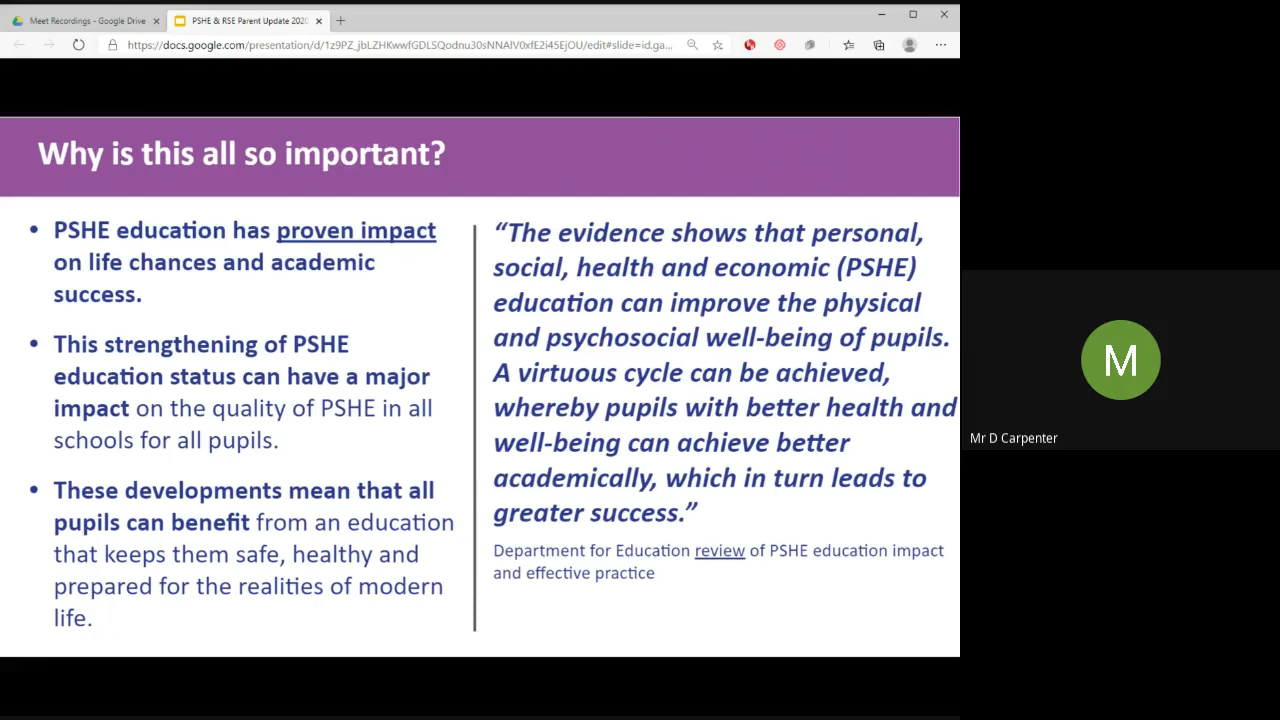 Meet Recordings - Google Drive
PSHE & RSE Parent Update 2020
https://docs.google.com/presentation/d/1z9PZ_jbLZHKwwfGDLSQodnu30sNNAlV0xfE2i45EjOU/edit#slide=id.ga...
Why is this all so important?
• PSHE education has proven impact
on life chances and academic
success.
• This strengthening of PSHE
education status can have a major
impact on the quality of PSHE in all
schools for all pupils.
• These developments mean that all
pupils can benefit from an education
that keeps them safe, healthy and
prepared for the realities of modern
life.
“The evidence shows that personal,
social, health and economic (PSHE)
education can improve the physical
and psychosocial well-being of pupils.
A virtuous cycle can be achieved,
whereby pupils with better health and
well-being can achieve better
academically, which in turn leads to
greater success.”
Department for Education review of PSHE education impact
and effective practice
M
Mr D Carpenter